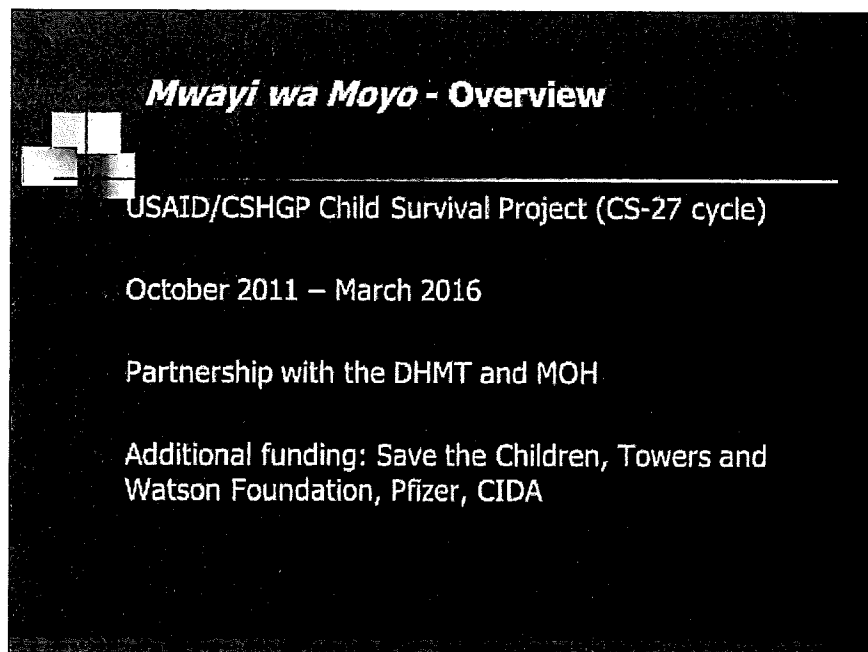 Mwayi wa Moyo - Overview
USAID/CSHGP Child Survival Project (CS-27 cycle)
October 2011 – March 2016
Partnership with the DHMT and MOH
Additional funding: Save the Children, Towers and
Watson Foundation, Pfizer, CIDA